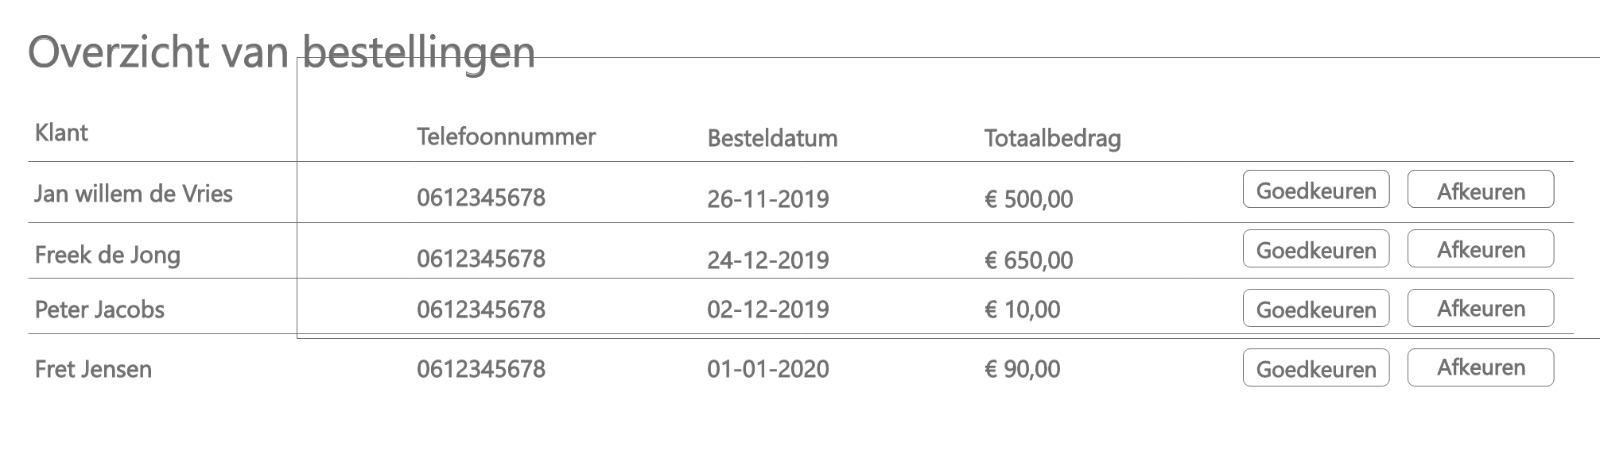 Overzicht van bestellingen
Klant Telefoonnummer Besteldatum Totaalbedrag
Jan willem de Vries 0612345678 26-11-2019 € 500,00 Goedkeuren Afkeuren
Freek de Jong 0612345678 24-12-2019 € 650,00 Goedkeuren Afkeuren
Peter Jacobs 0612345678 02-12-2019 € 10,00 Goedkeuren Afkeuren
Fret Jensen 0612345678 01-01-2020 € 90,00 Goedkeuren Afkeuren